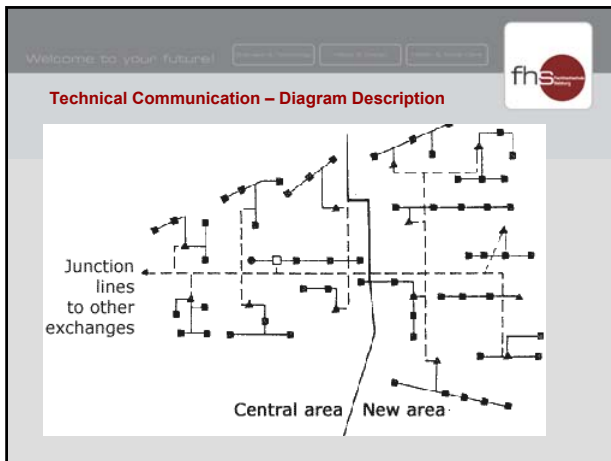 Welcome to your future!
fhs
Technical Communication – Diagram Description
Junction
lines
to other
exchanges
Central area
New area